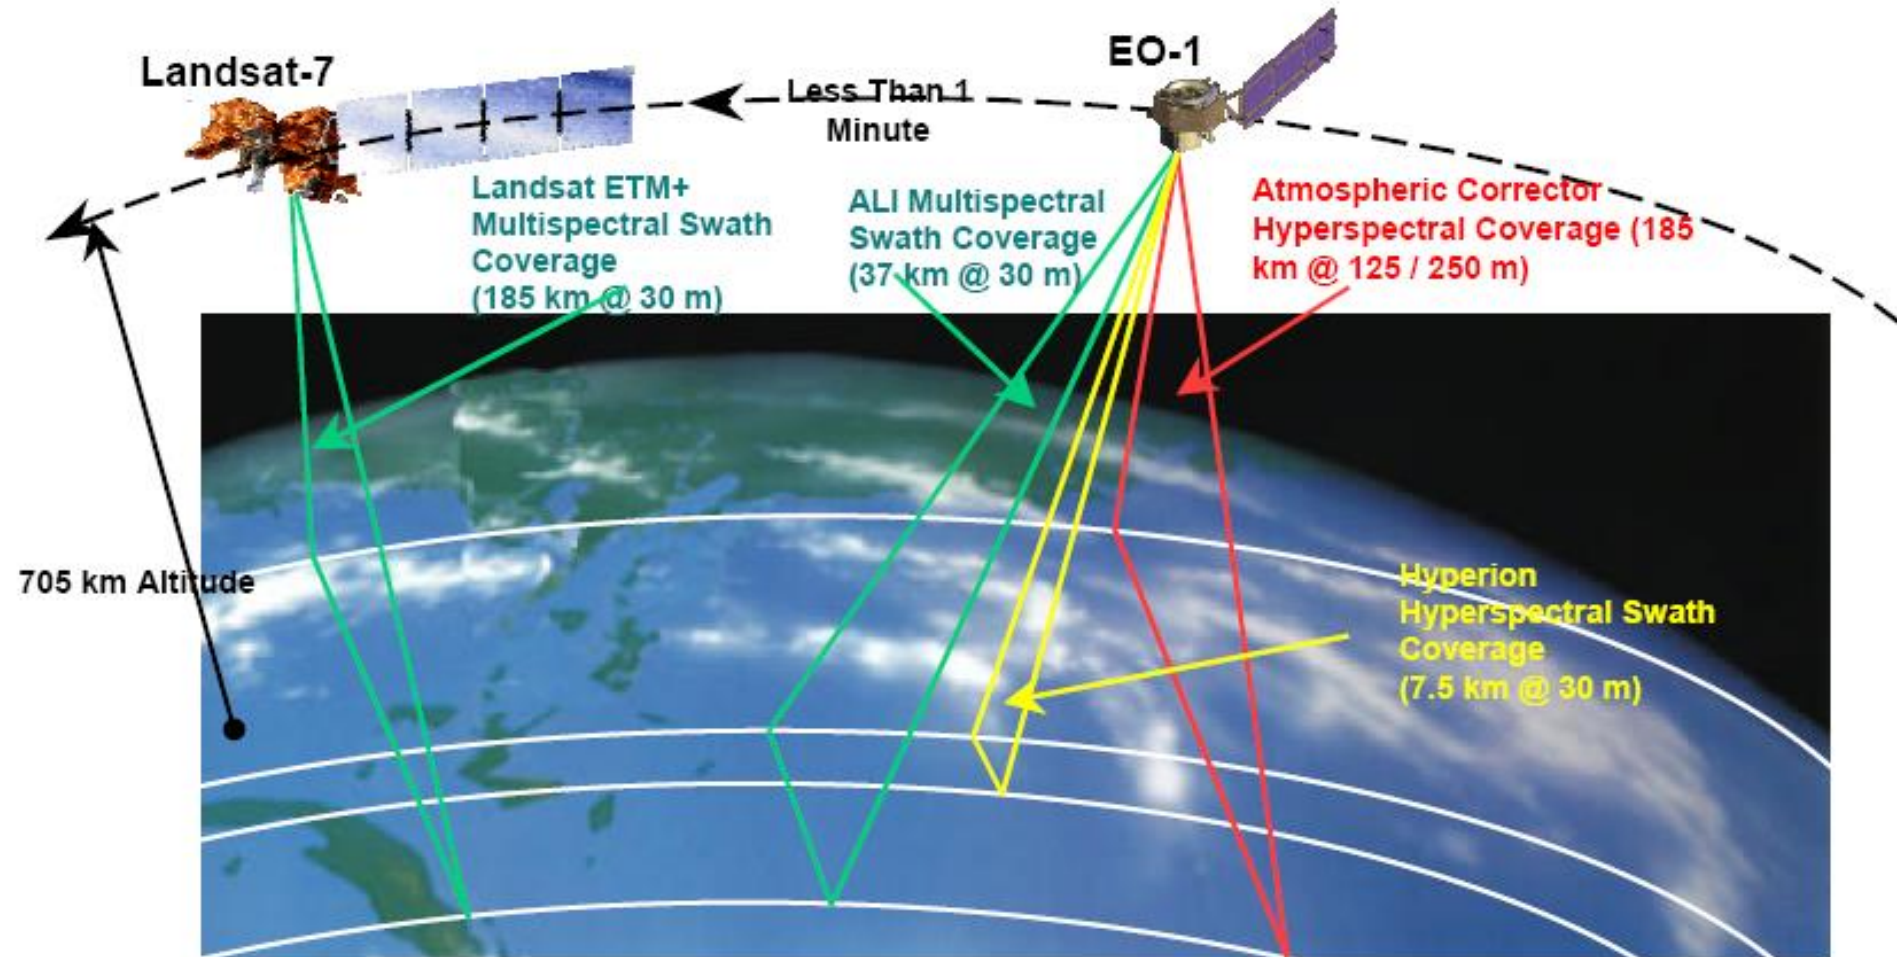 Landsat-7
EO-1
Less Than 1
Minute
Landsat ETM+
Multispectral Swath
Coverage
(185 km @ 30 m)
ALI Multispectral
Swath Coverage
(37 km @ 30 m)
Atmospheric Corrector
Hyperspectral Coverage (185
km @ 125 / 250 m)
705 km Altitude
Hyperion
Hyperspectral Swath
Coverage
(7.5 km @ 30 m)